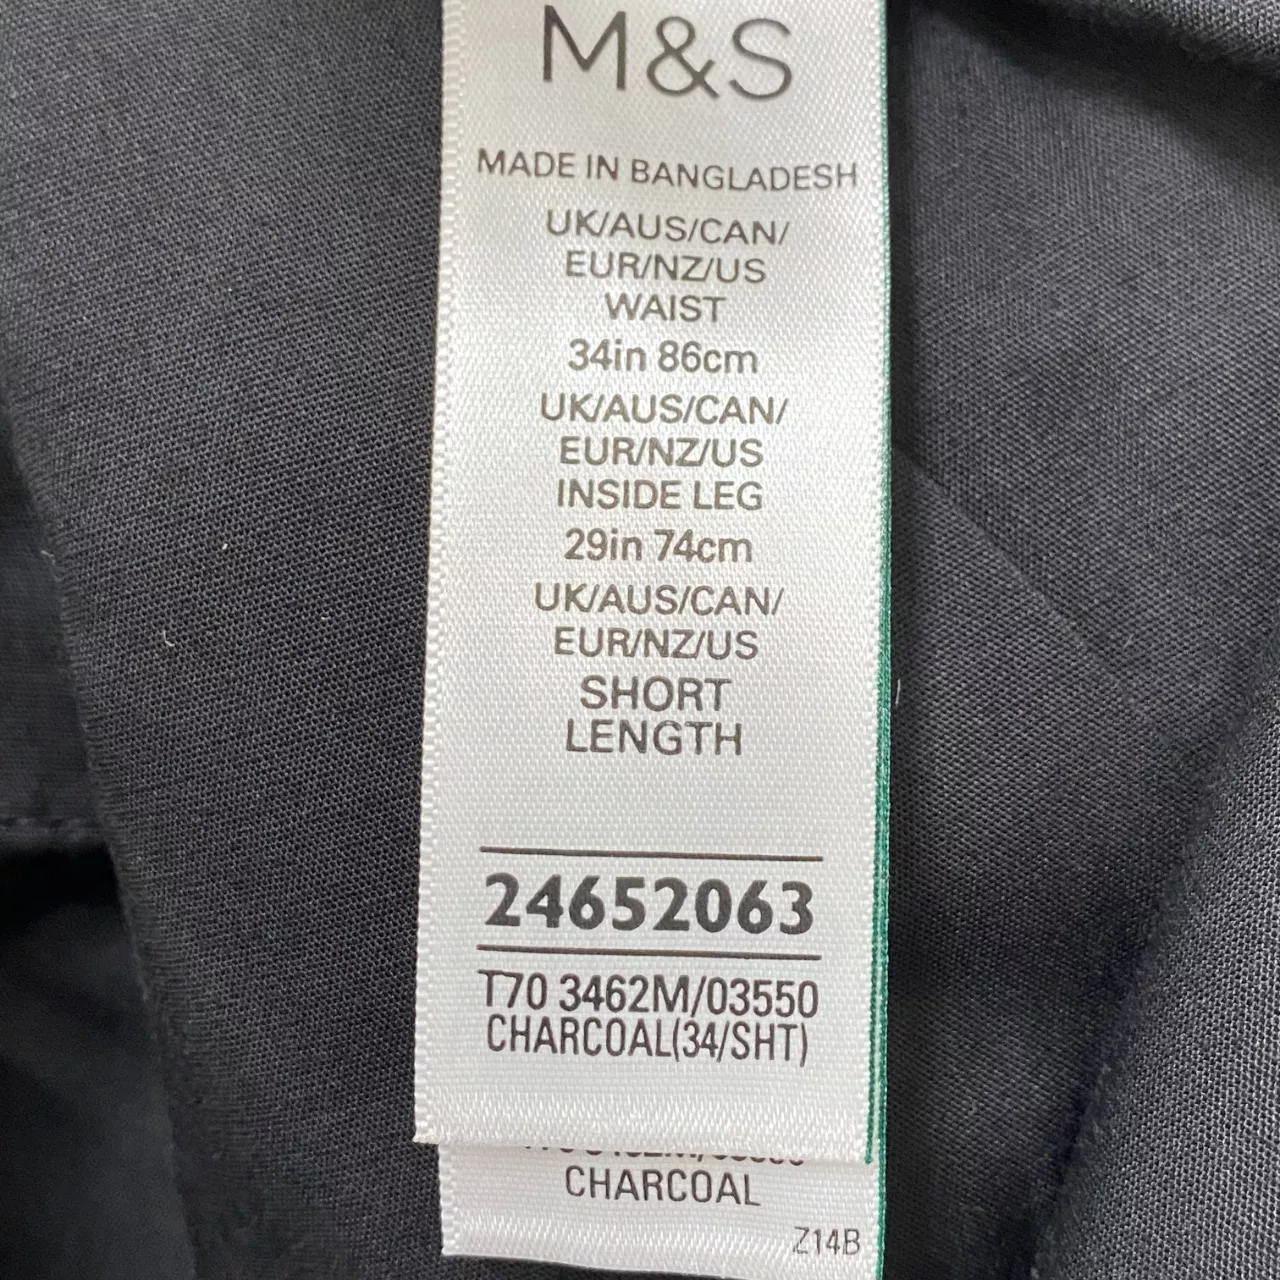 M&S
MADE IN BANGLADESH
UK/AUS/CAN/
EUR/NZ/US
WAIST
34in 86cm
UK/AUS/CAN/
EUR/NZ/US
INSIDE LEG
29in 74cm
UK/AUS/CAN/
EUR/NZ/US
SHORT
LENGTH
24652063
T70 3462M/03550
CHARCOAL(34/SHT)
CHARCOAL
Z14B